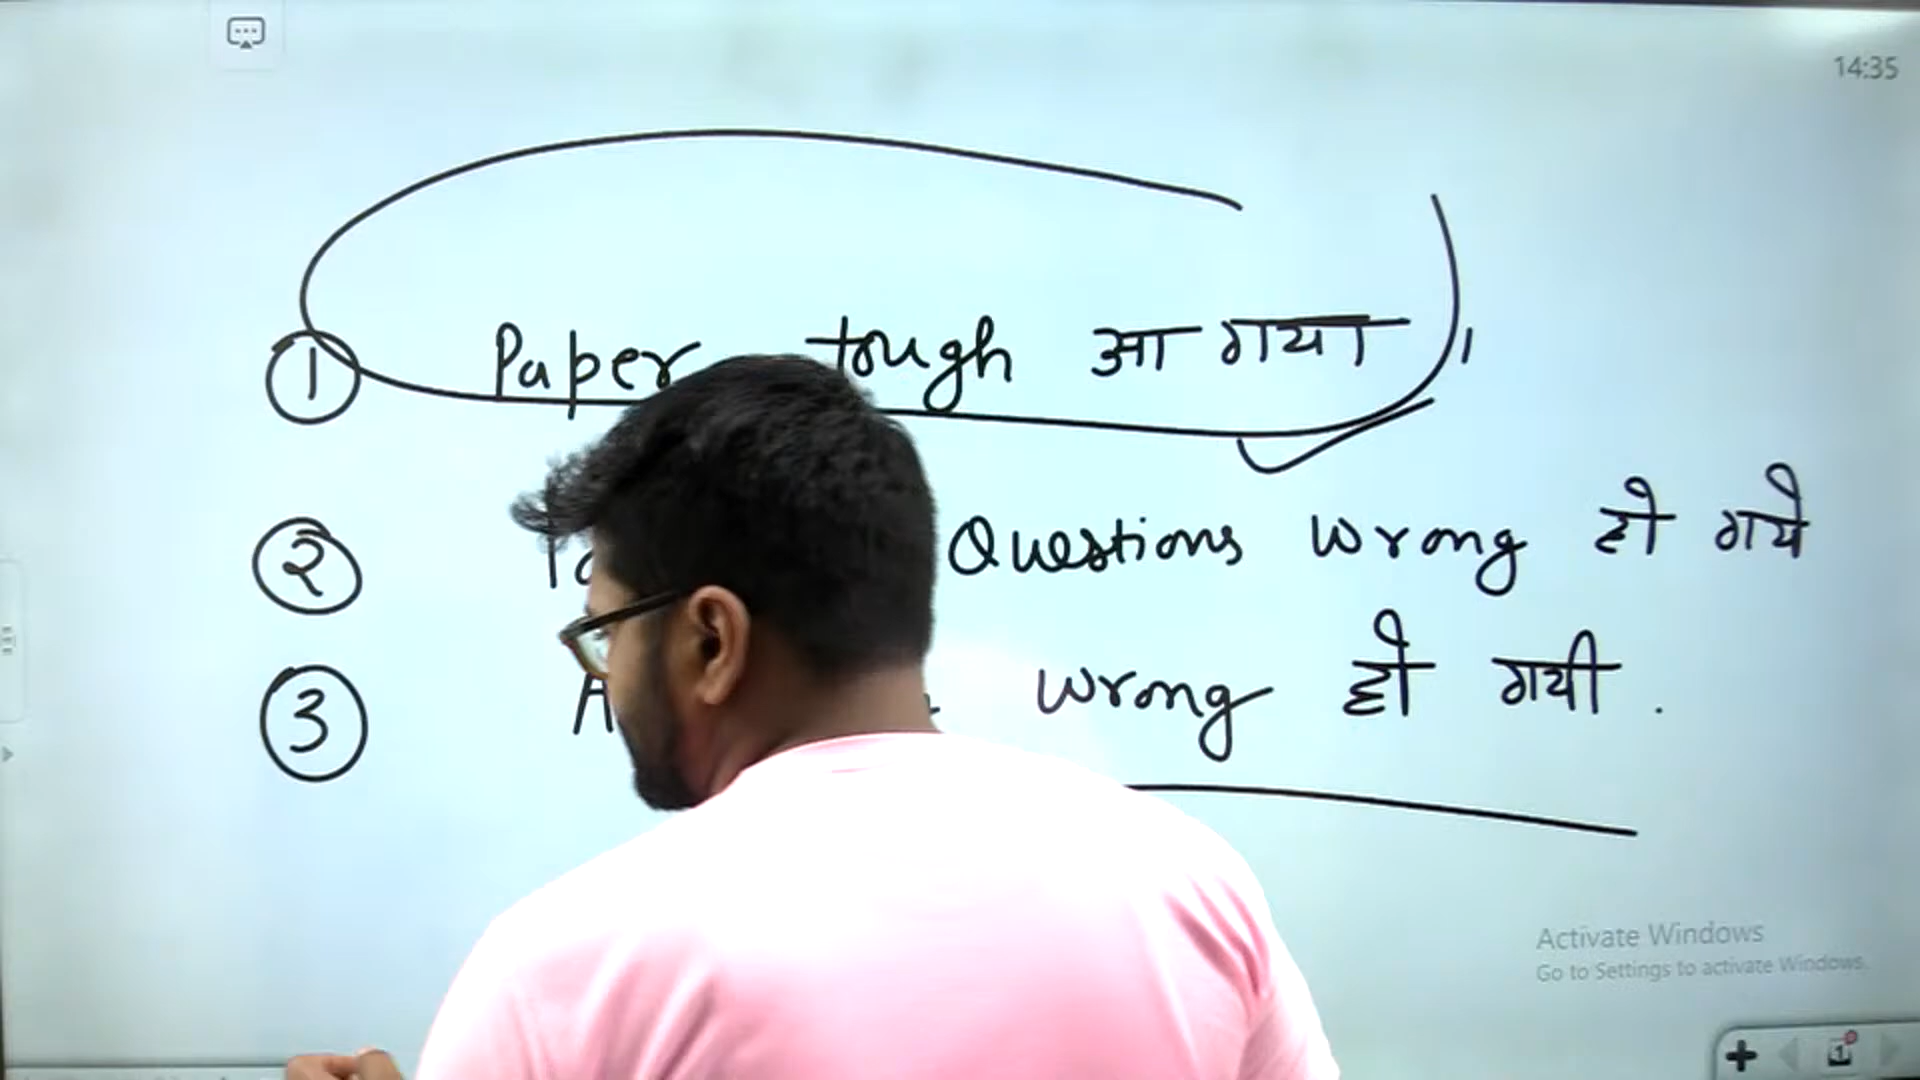 14:35
1 Paper tough आ गया
2 Questions wrong हो गये
3 wrong हो गयी .
Activate Windows
Go to Settings to activate Windows.
1